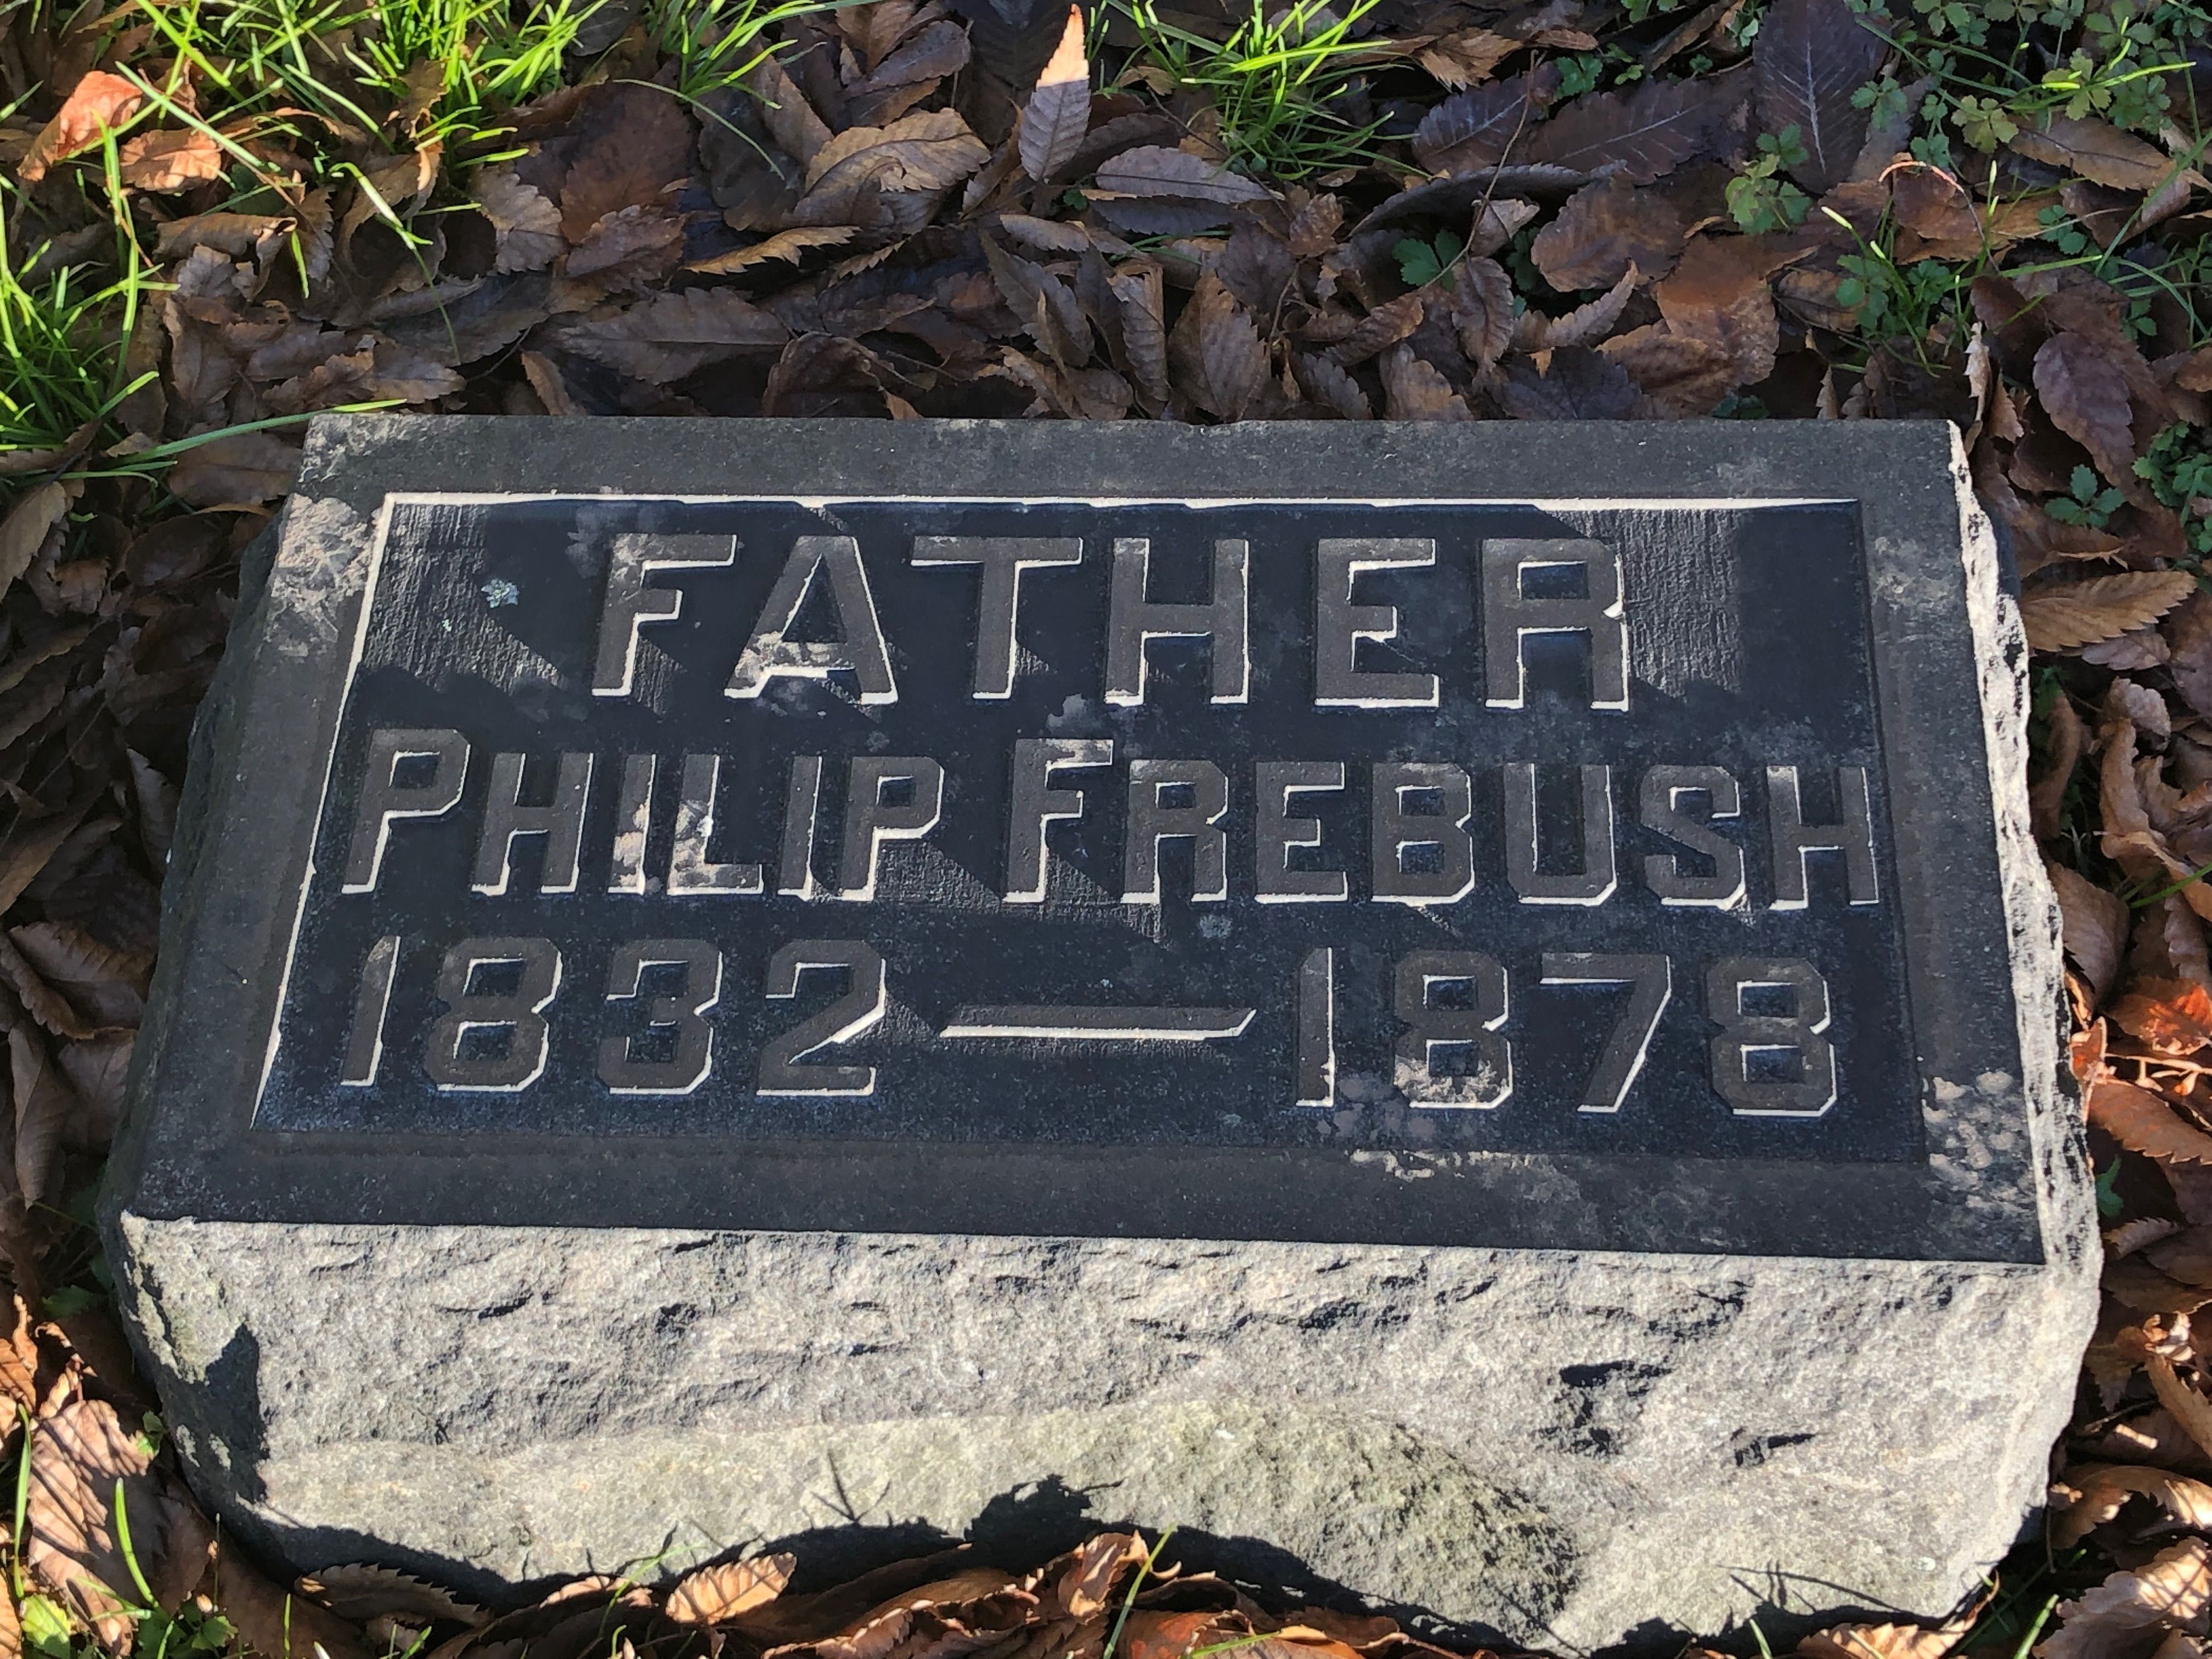 FATHER
PHILIP FREBUSH
1832 — 1878